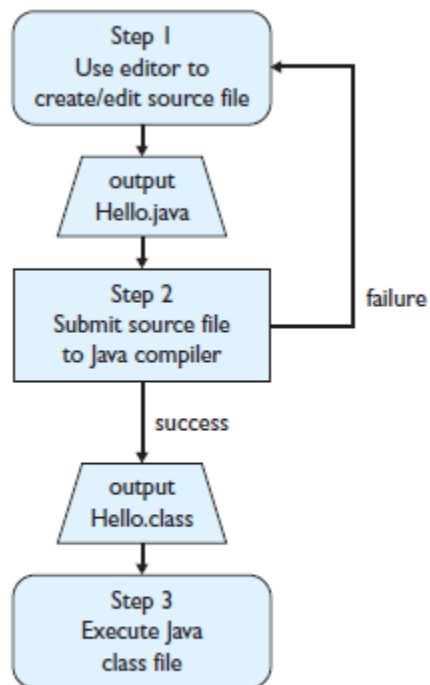 Step 1
Use editor to
create/edit source file
output
Hello.java
Step 2
Submit source file
to Java compiler
failure
success
output
Hello.class
Step 3
Execute Java
class file